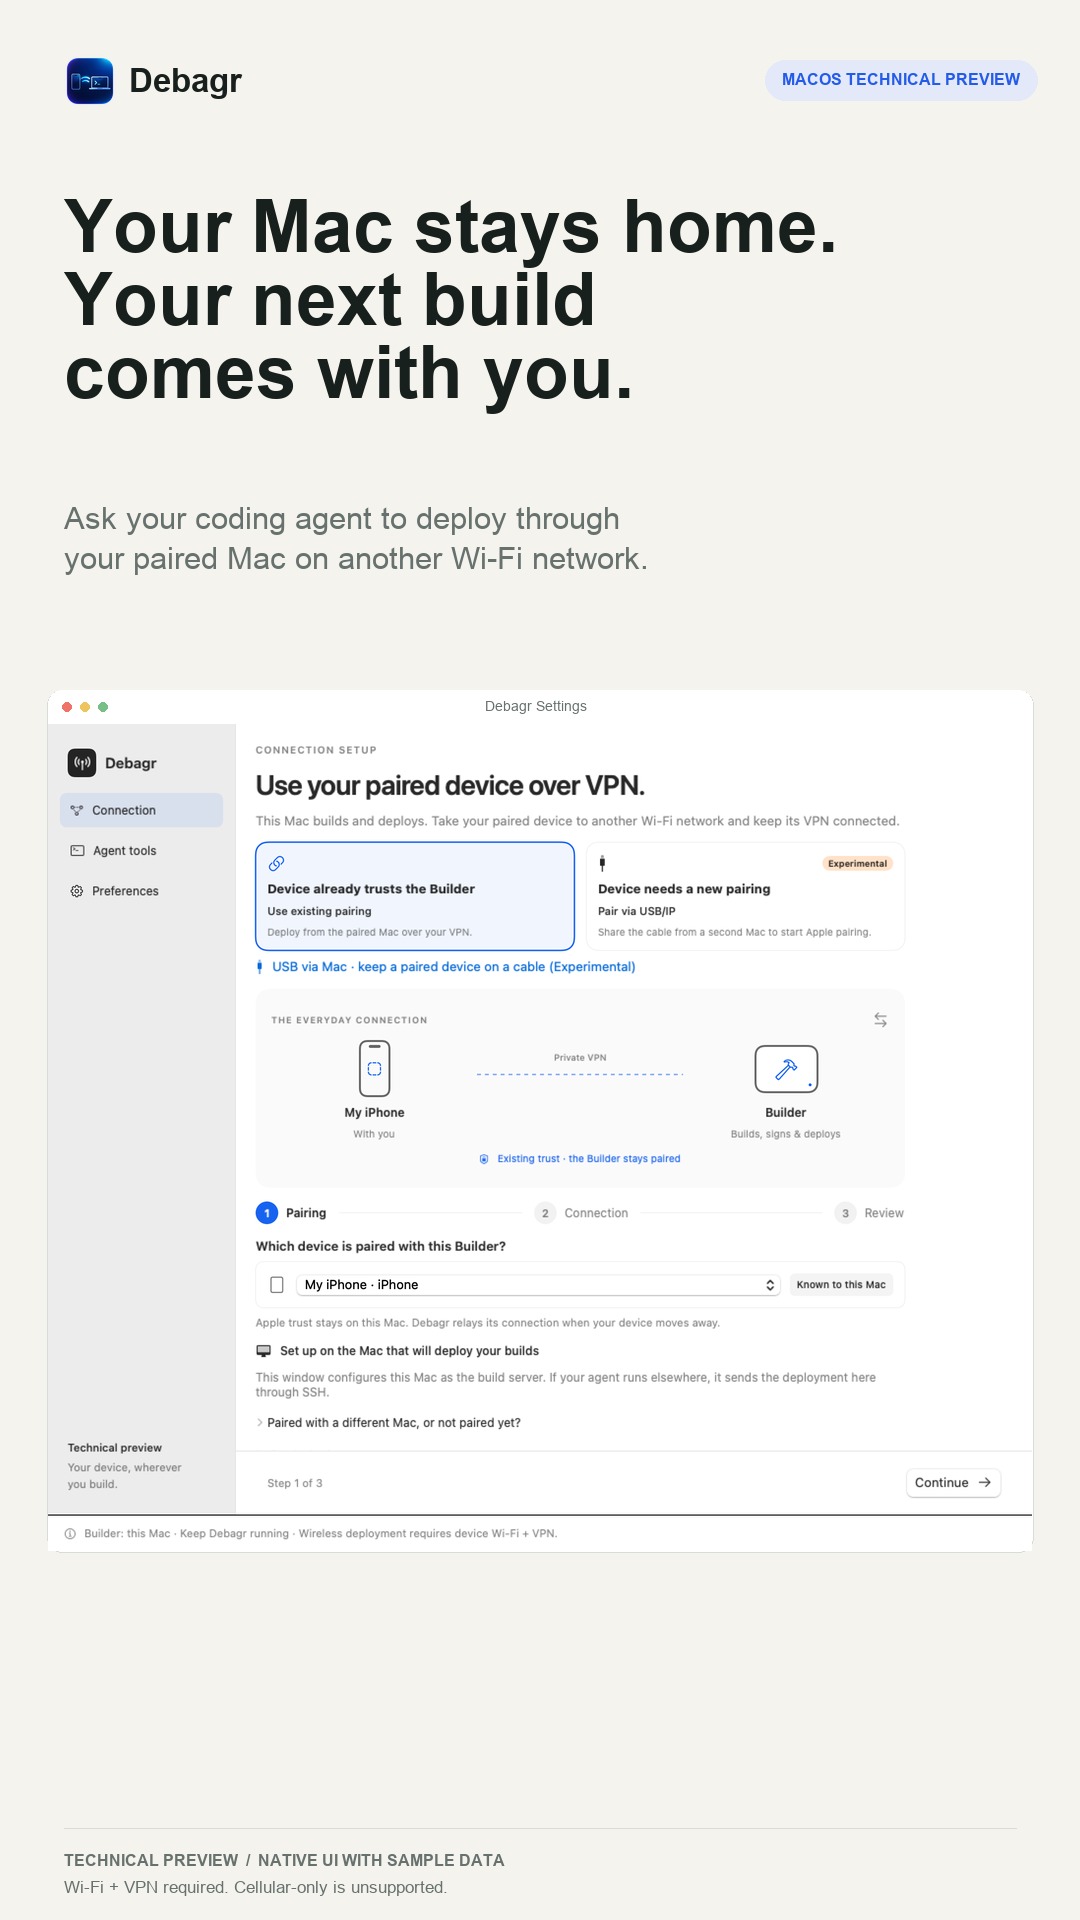 Debagr
MACOS TECHNICAL PREVIEW
Your Mac stays home.
Your next build
comes with you.
Ask your coding agent to deploy through
your paired Mac on another Wi-Fi network.
Debagr Settings
Debagr
Connection
Agent tools
Preferences
Technical preview
Your device, wherever
you build.
CONNECTION SETUP
Use your paired device over VPN.
This Mac builds and deploys. Take your paired device to another Wi-Fi network and keep its VPN connected.
Device already trusts the Builder
Use existing pairing
Deploy from the paired Mac over your VPN.
Experimental
Device needs a new pairing
Pair via USB/IP
Share the cable from a second Mac to start Apple pairing.
USB via Mac · keep a paired device on a cable (Experimental)
THE EVERYDAY CONNECTION
Private VPN
My iPhone
With you
Builder
Builds, signs & deploys
Existing trust · the Builder stays paired
1 Pairing
2 Connection
3 Review
Which device is paired with this Builder?
My iPhone · iPhone
Known to this Mac
Apple trust stays on this Mac. Debagr relays its connection when your device moves away.
Set up on the Mac that will deploy your builds
This window configures this Mac as the build server. If your agent runs elsewhere, it sends the deployment here
through SSH.
Paired with a different Mac, or not paired yet?
Step 1 of 3
Continue
Builder: this Mac · Keep Debagr running · Wireless deployment requires device Wi-Fi + VPN.
TECHNICAL PREVIEW / NATIVE UI WITH SAMPLE DATA
Wi-Fi + VPN required. Cellular-only is unsupported.